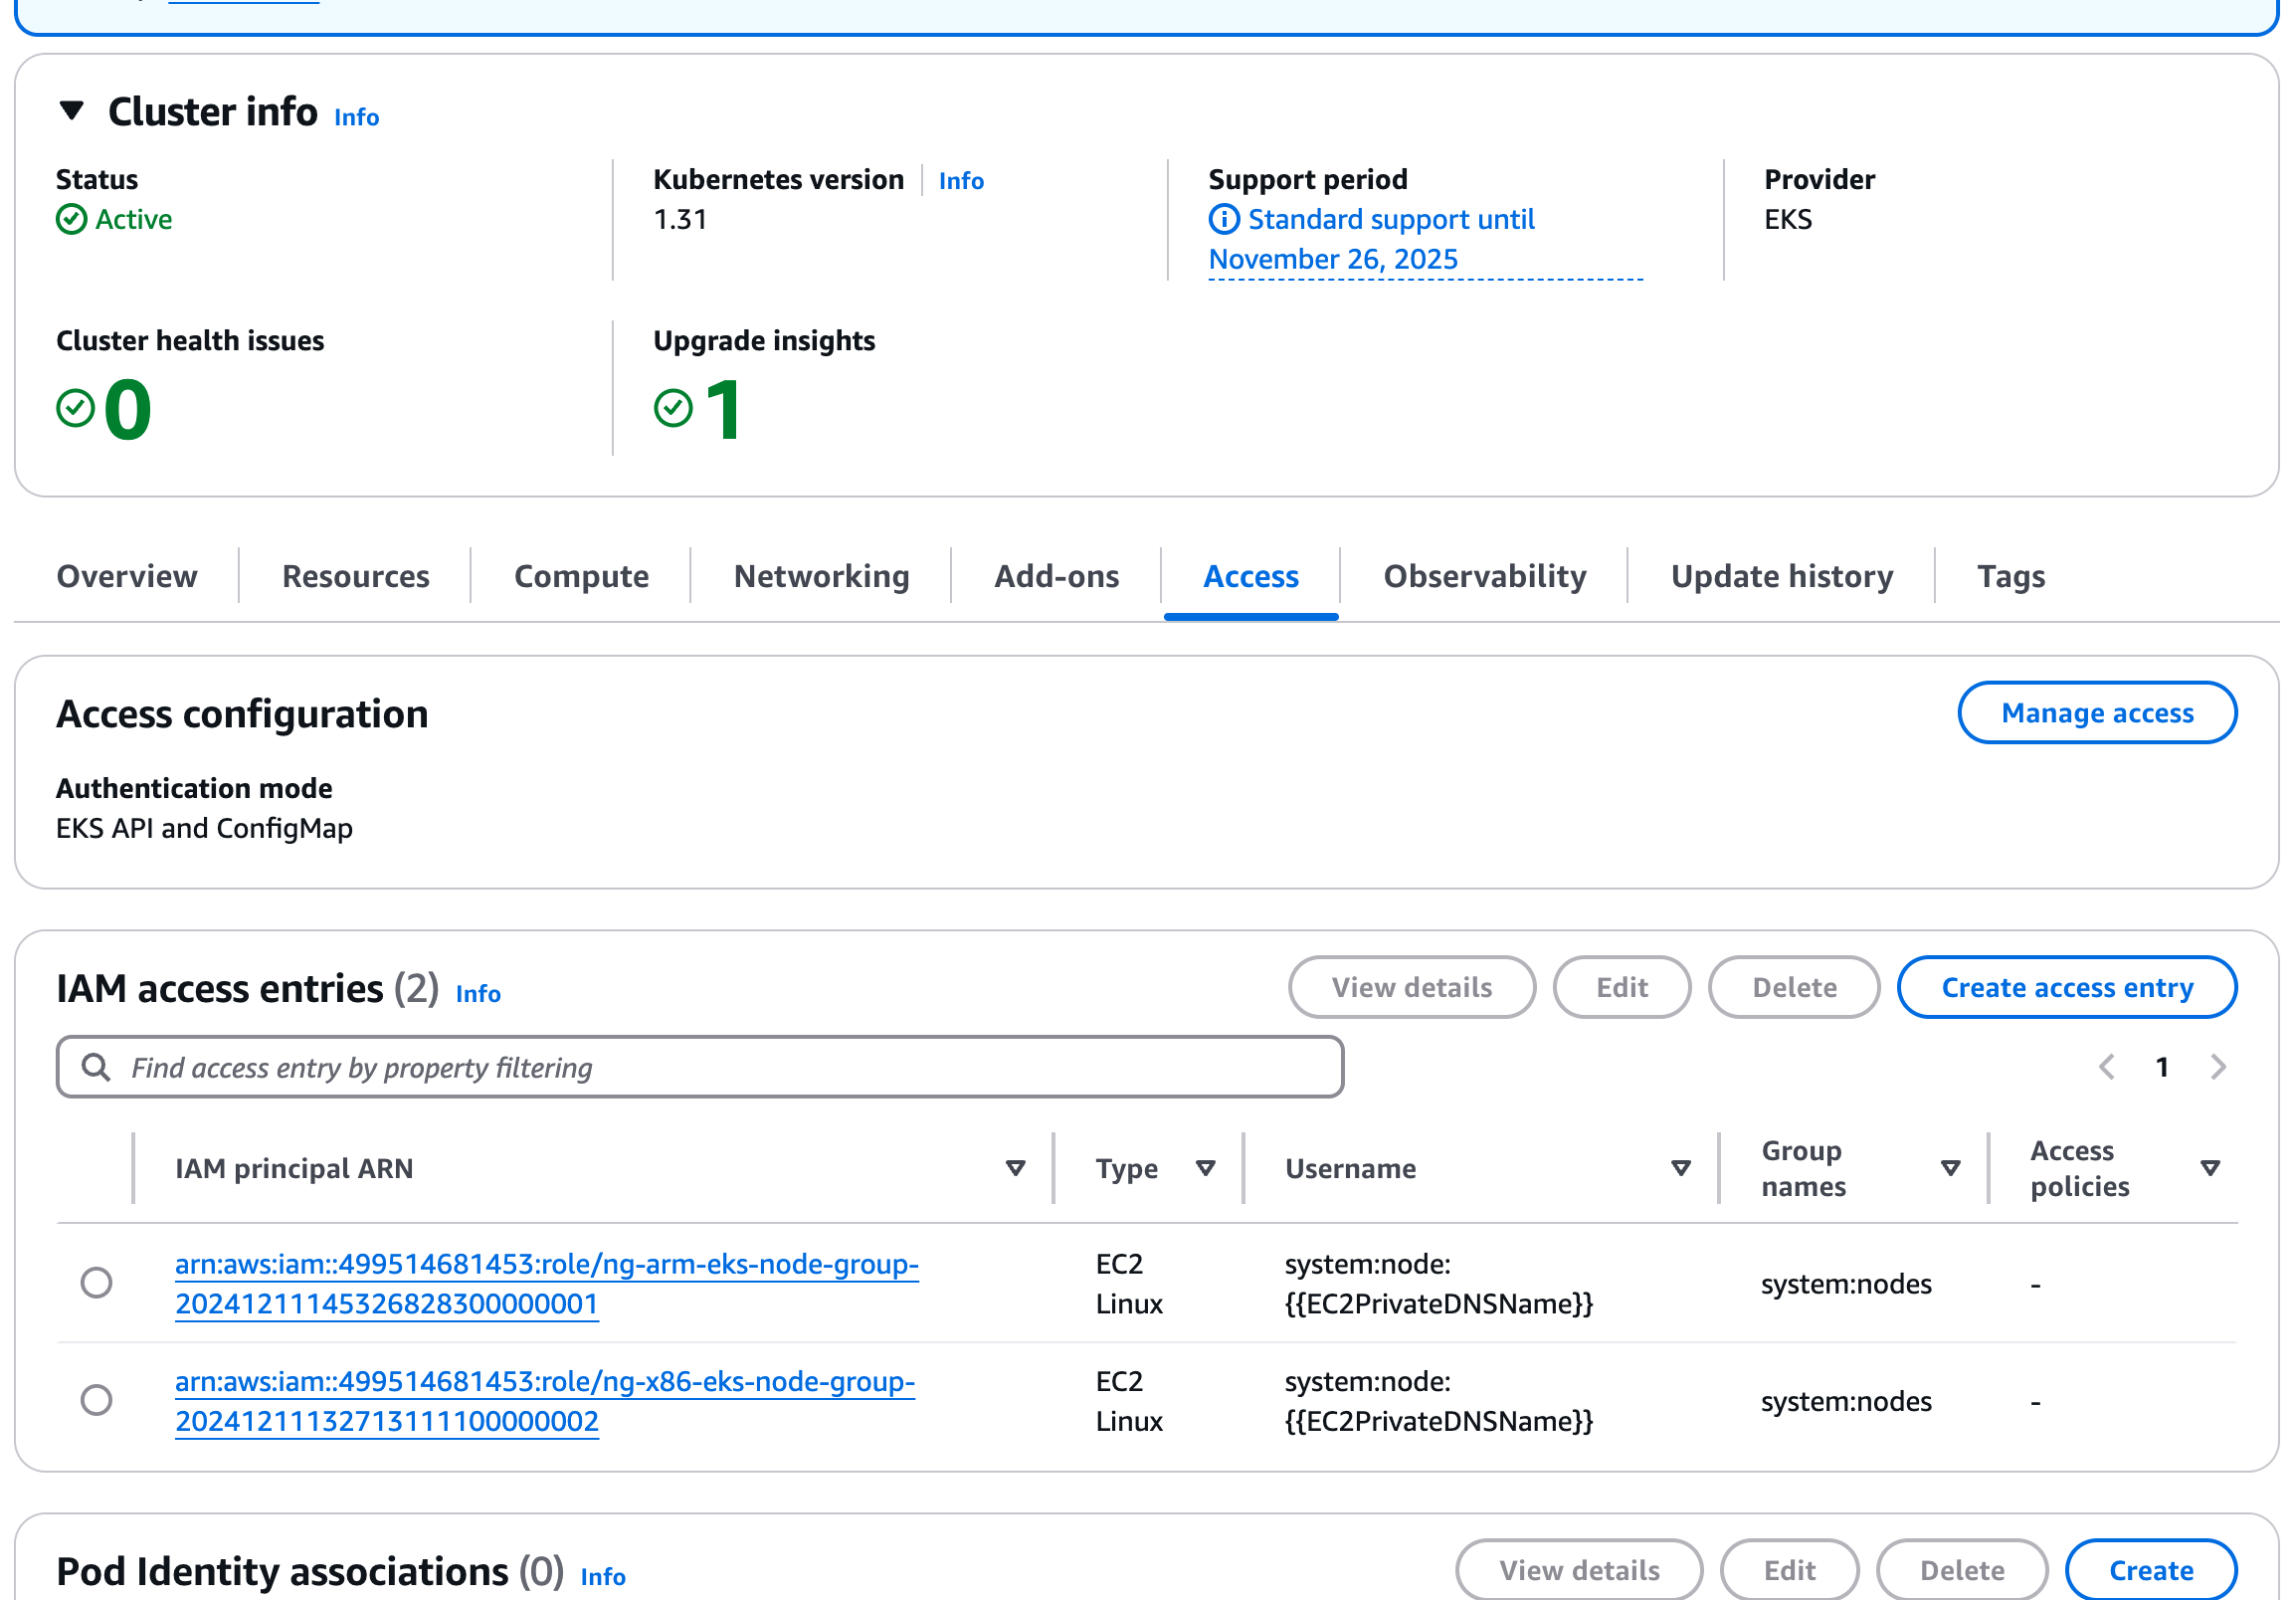 Cluster info Info
Status
Active
Kubernetes version Info
1.31
Support period
Standard support until
November 26, 2025
Provider
EKS
Cluster health issues
0
Upgrade insights
1
Overview Resources Compute Networking Add-ons Access Observability Update history Tags
Access configuration
Manage access
Authentication mode
EKS API and ConfigMap
IAM access entries (2) Info
View details Edit Delete Create access entry
Find access entry by property filtering
1
IAM principal ARN Type Username Group names Access policies
arn:aws:iam::499514681453:role/ng-arm-eks-node-group-
20241211145326828300000001
EC2
Linux
system:node:
{{EC2PrivateDNSName}}
system:nodes
-
arn:aws:iam::499514681453:role/ng-x86-eks-node-group-
20241211132713111100000002
EC2
Linux
system:node:
{{EC2PrivateDNSName}}
system:nodes
-
Pod Identity associations (0) Info
View details Edit Delete Create